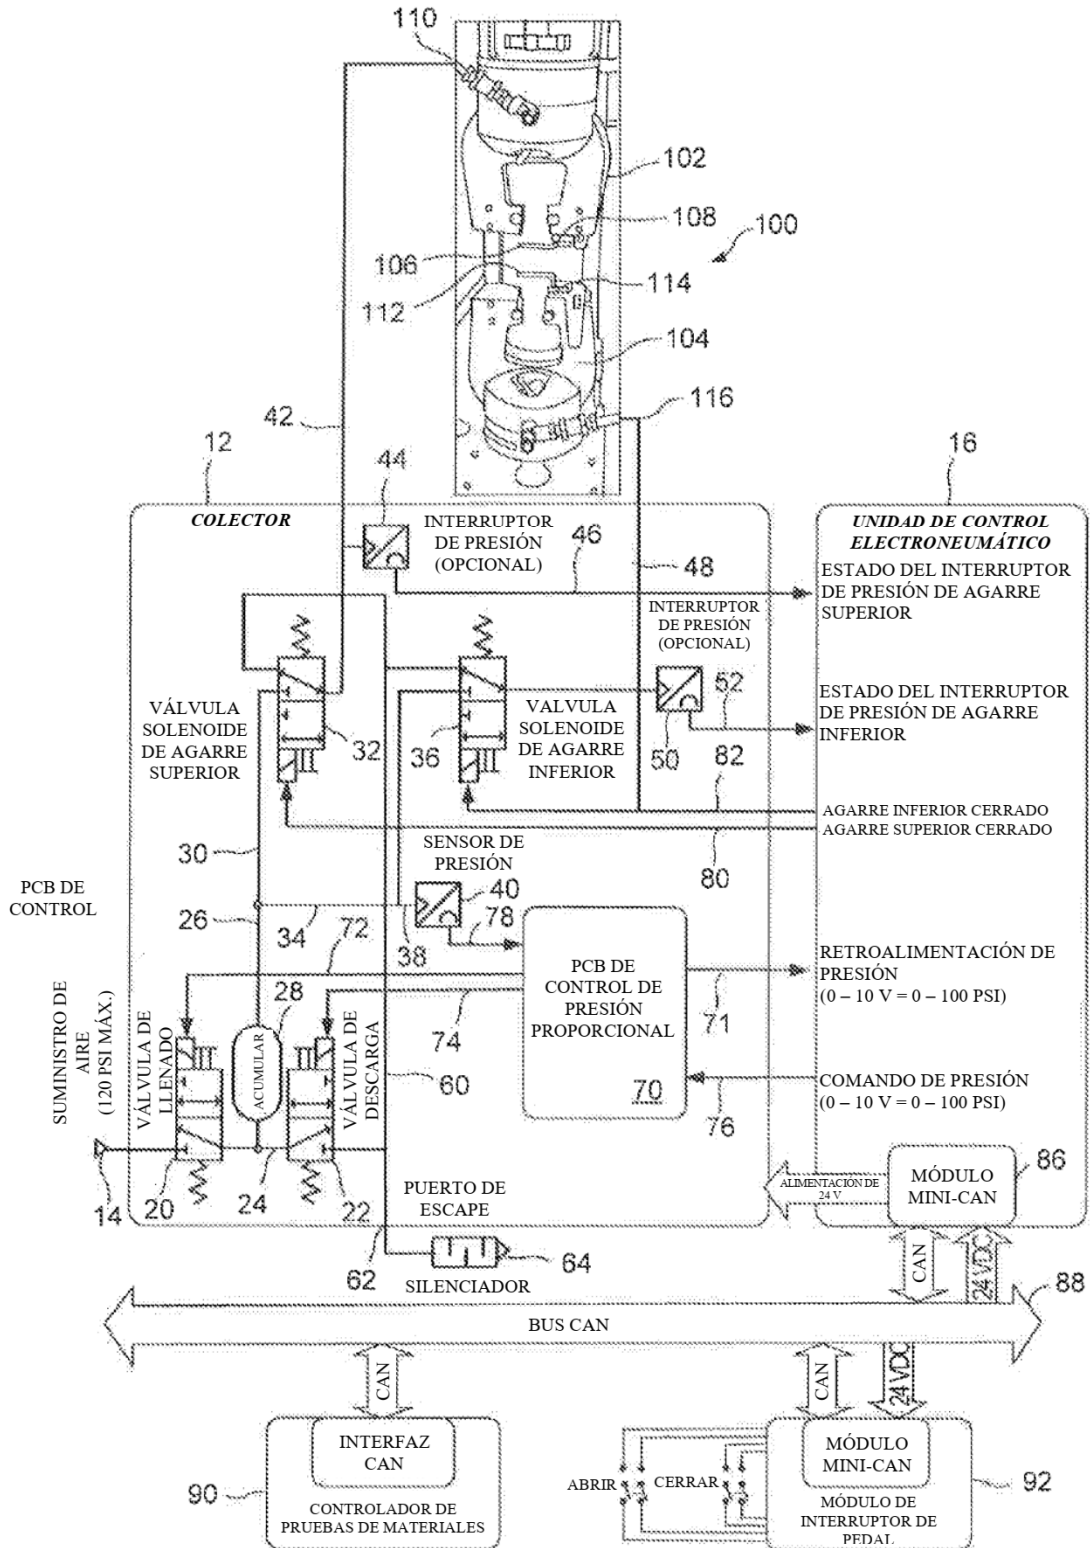 110
102
108
100
106
112
114
104
116
42
12
44
16
COLECTOR
INTERRUPTOR
DE PRESIÓN
(OPCIONAL)
46
48
UNIDAD DE CONTROL
ELECTRONEUMÁTICO
ESTADO DEL INTERRUPTOR
DE PRESIÓN DE AGARRE
SUPERIOR
INTERRUPTOR
DE PRESIÓN
(OPCIONAL)
52
ESTADO DEL INTERRUPTOR
DE PRESIÓN DE AGARRE
INFERIOR
VÁLVULA
SOLENOIDE
DE AGARRE
SUPERIOR
32
36
VALVULA
SOLENOIDE
DE AGARRE
INFERIOR
50
82
AGARRE INFERIOR CERRADO
AGARRE SUPERIOR CERRADO
30
SENSOR DE
PRESIÓN
80
PCB DE
CONTROL
26
34
72
38
40
78
PCB DE
CONTROL DE
PRESIÓN
PROPORCIONAL
70
RETROALIMENTACIÓN DE
PRESIÓN
(0 – 10 V = 0 – 100 PSI)
71
COMANDO DE PRESIÓN
(0 – 10 V = 0 – 100 PSI)
76
SUMINISTRO DE
AIRE
(120 PSI MÁX.)
VÁLVULA DE
LLENADO
28
ACUMULAR
VÁLVULA DE
DESCARGA
74
60
14
20
24
22
PUERTO DE
ESCAPE
62
64
SILENCIADOR
ALIMENTACIÓN DE
24 V
MÓDULO
MINI-CAN
86
CAN
24 VDC
88
BUS CAN
CAN
CAN
24 VDC
INTERFAZ
CAN
90
CONTROLADOR DE
PRUEBAS DE MATERIALES
ABRIR
CERRAR
MÓDULO
MINI-CAN
92
MÓDULO DE
INTERRUPTOR DE
PEDAL